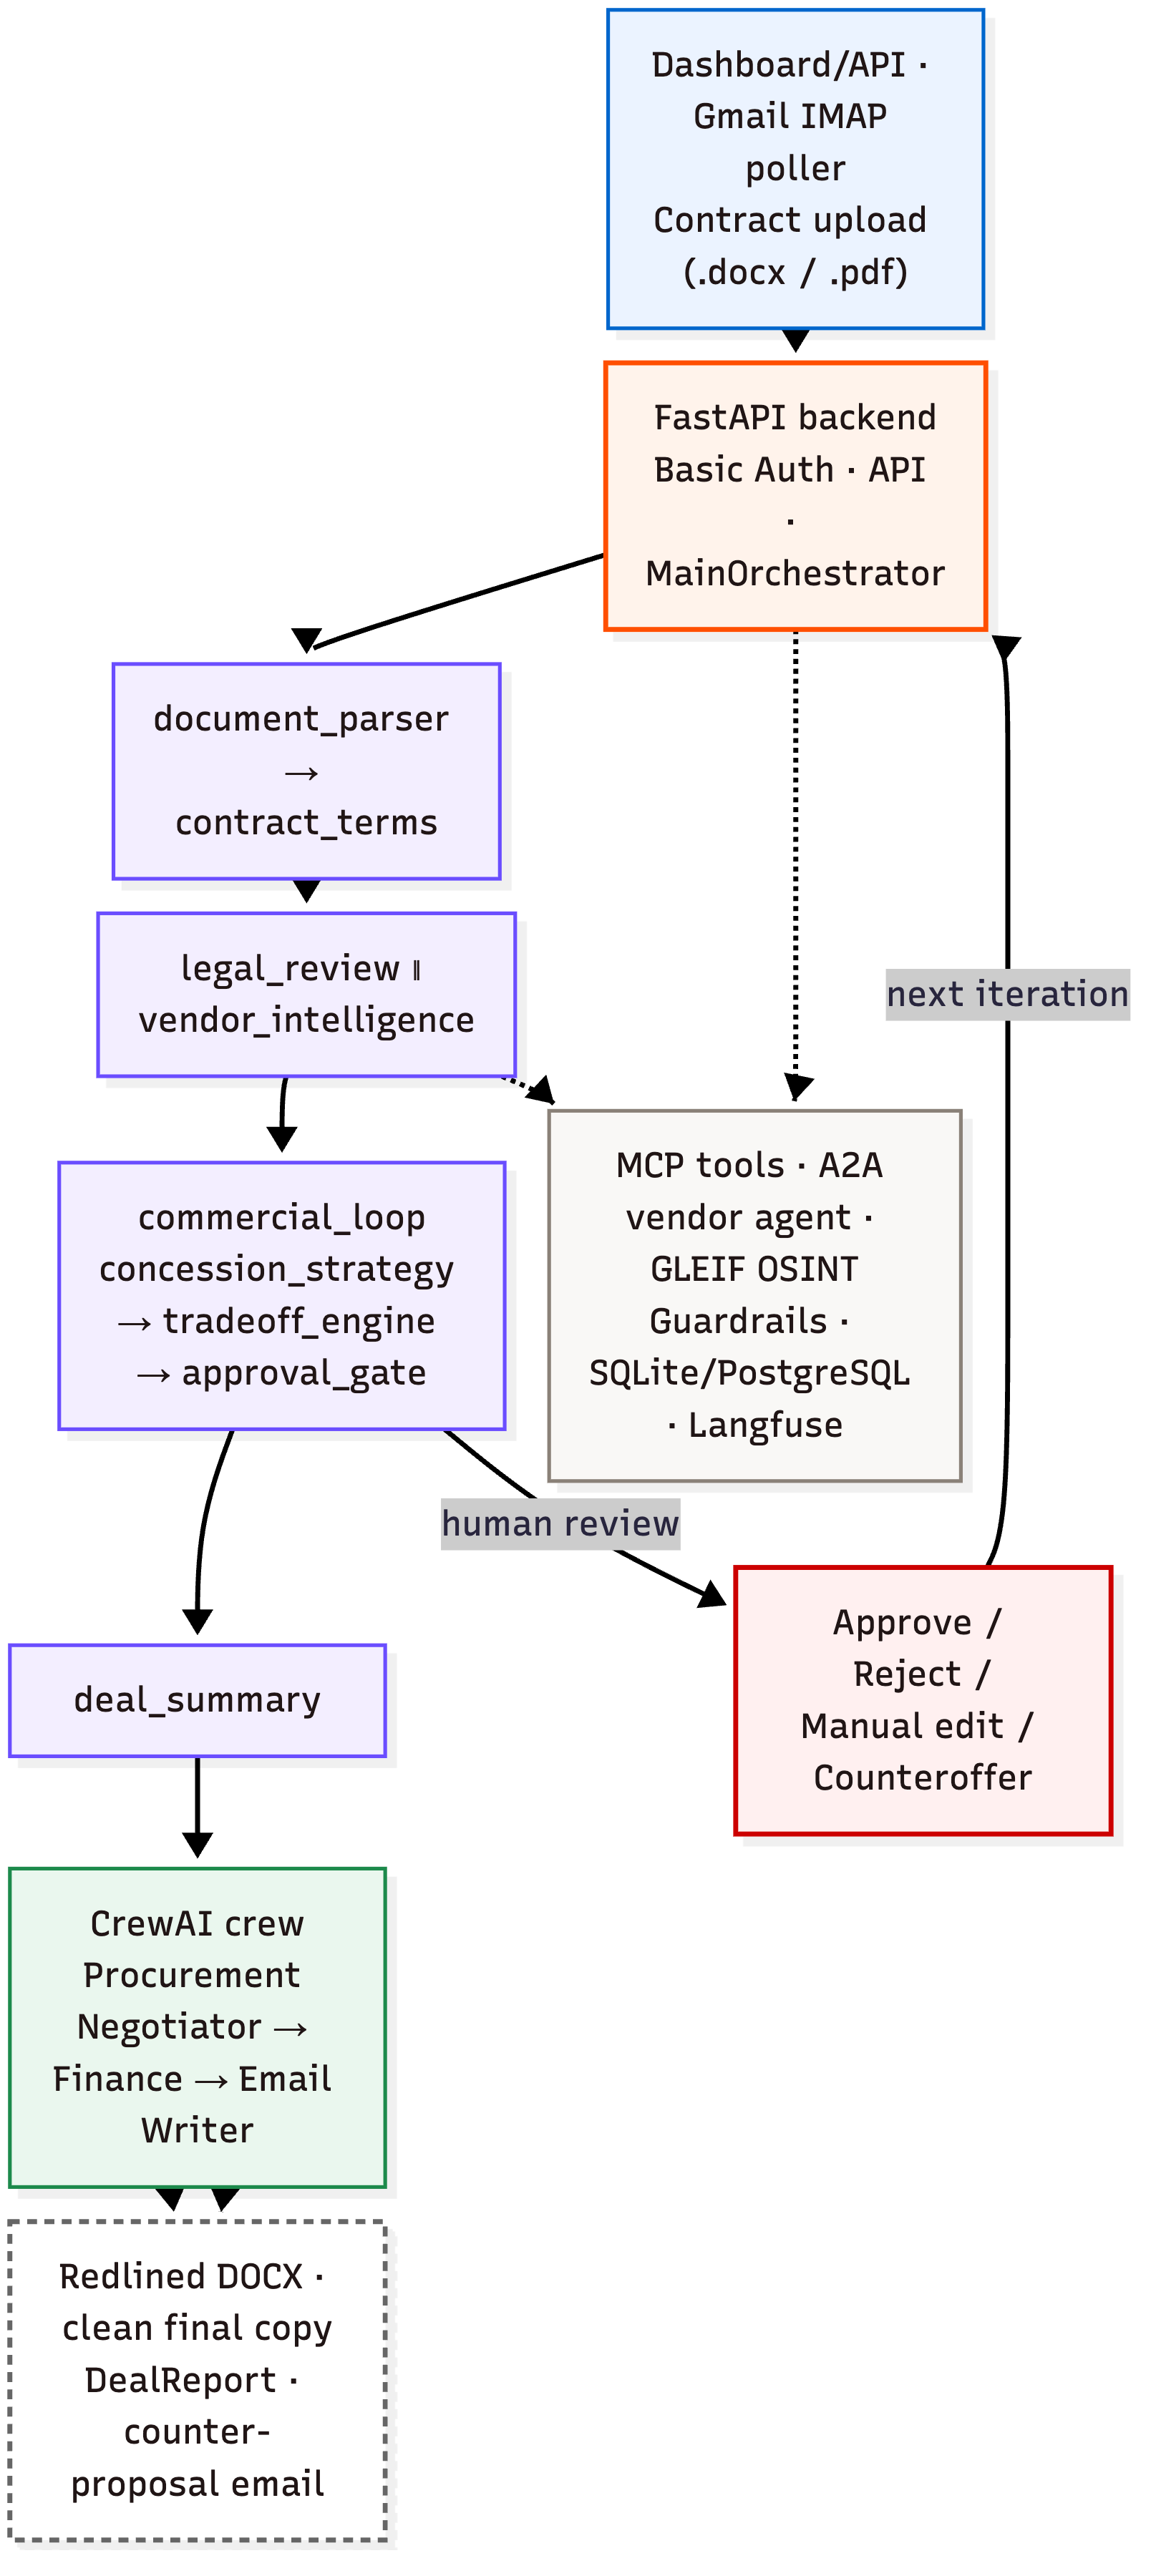 Dashboard/API ·
Gmail IMAP
poller
Contract upload
(.docx / .pdf)
FastAPI backend
Basic Auth · API
·
MainOrchestrator
document_parser
→
contract_terms
legal_review ∥
vendor_intelligence
next iteration
commercial_loop
concession_strategy
→ tradeoff_engine
→ approval_gate
MCP tools · A2A
vendor agent ·
GLEIF OSINT
Guardrails ·
SQLite/PostgreSQL
· Langfuse
human review
Approve /
Reject /
Manual edit /
Counteroffer
deal_summary
CrewAI crew
Procurement
Negotiator →
Finance → Email
Writer
Redlined DOCX ·
clean final copy
DealReport ·
counter-
proposal email